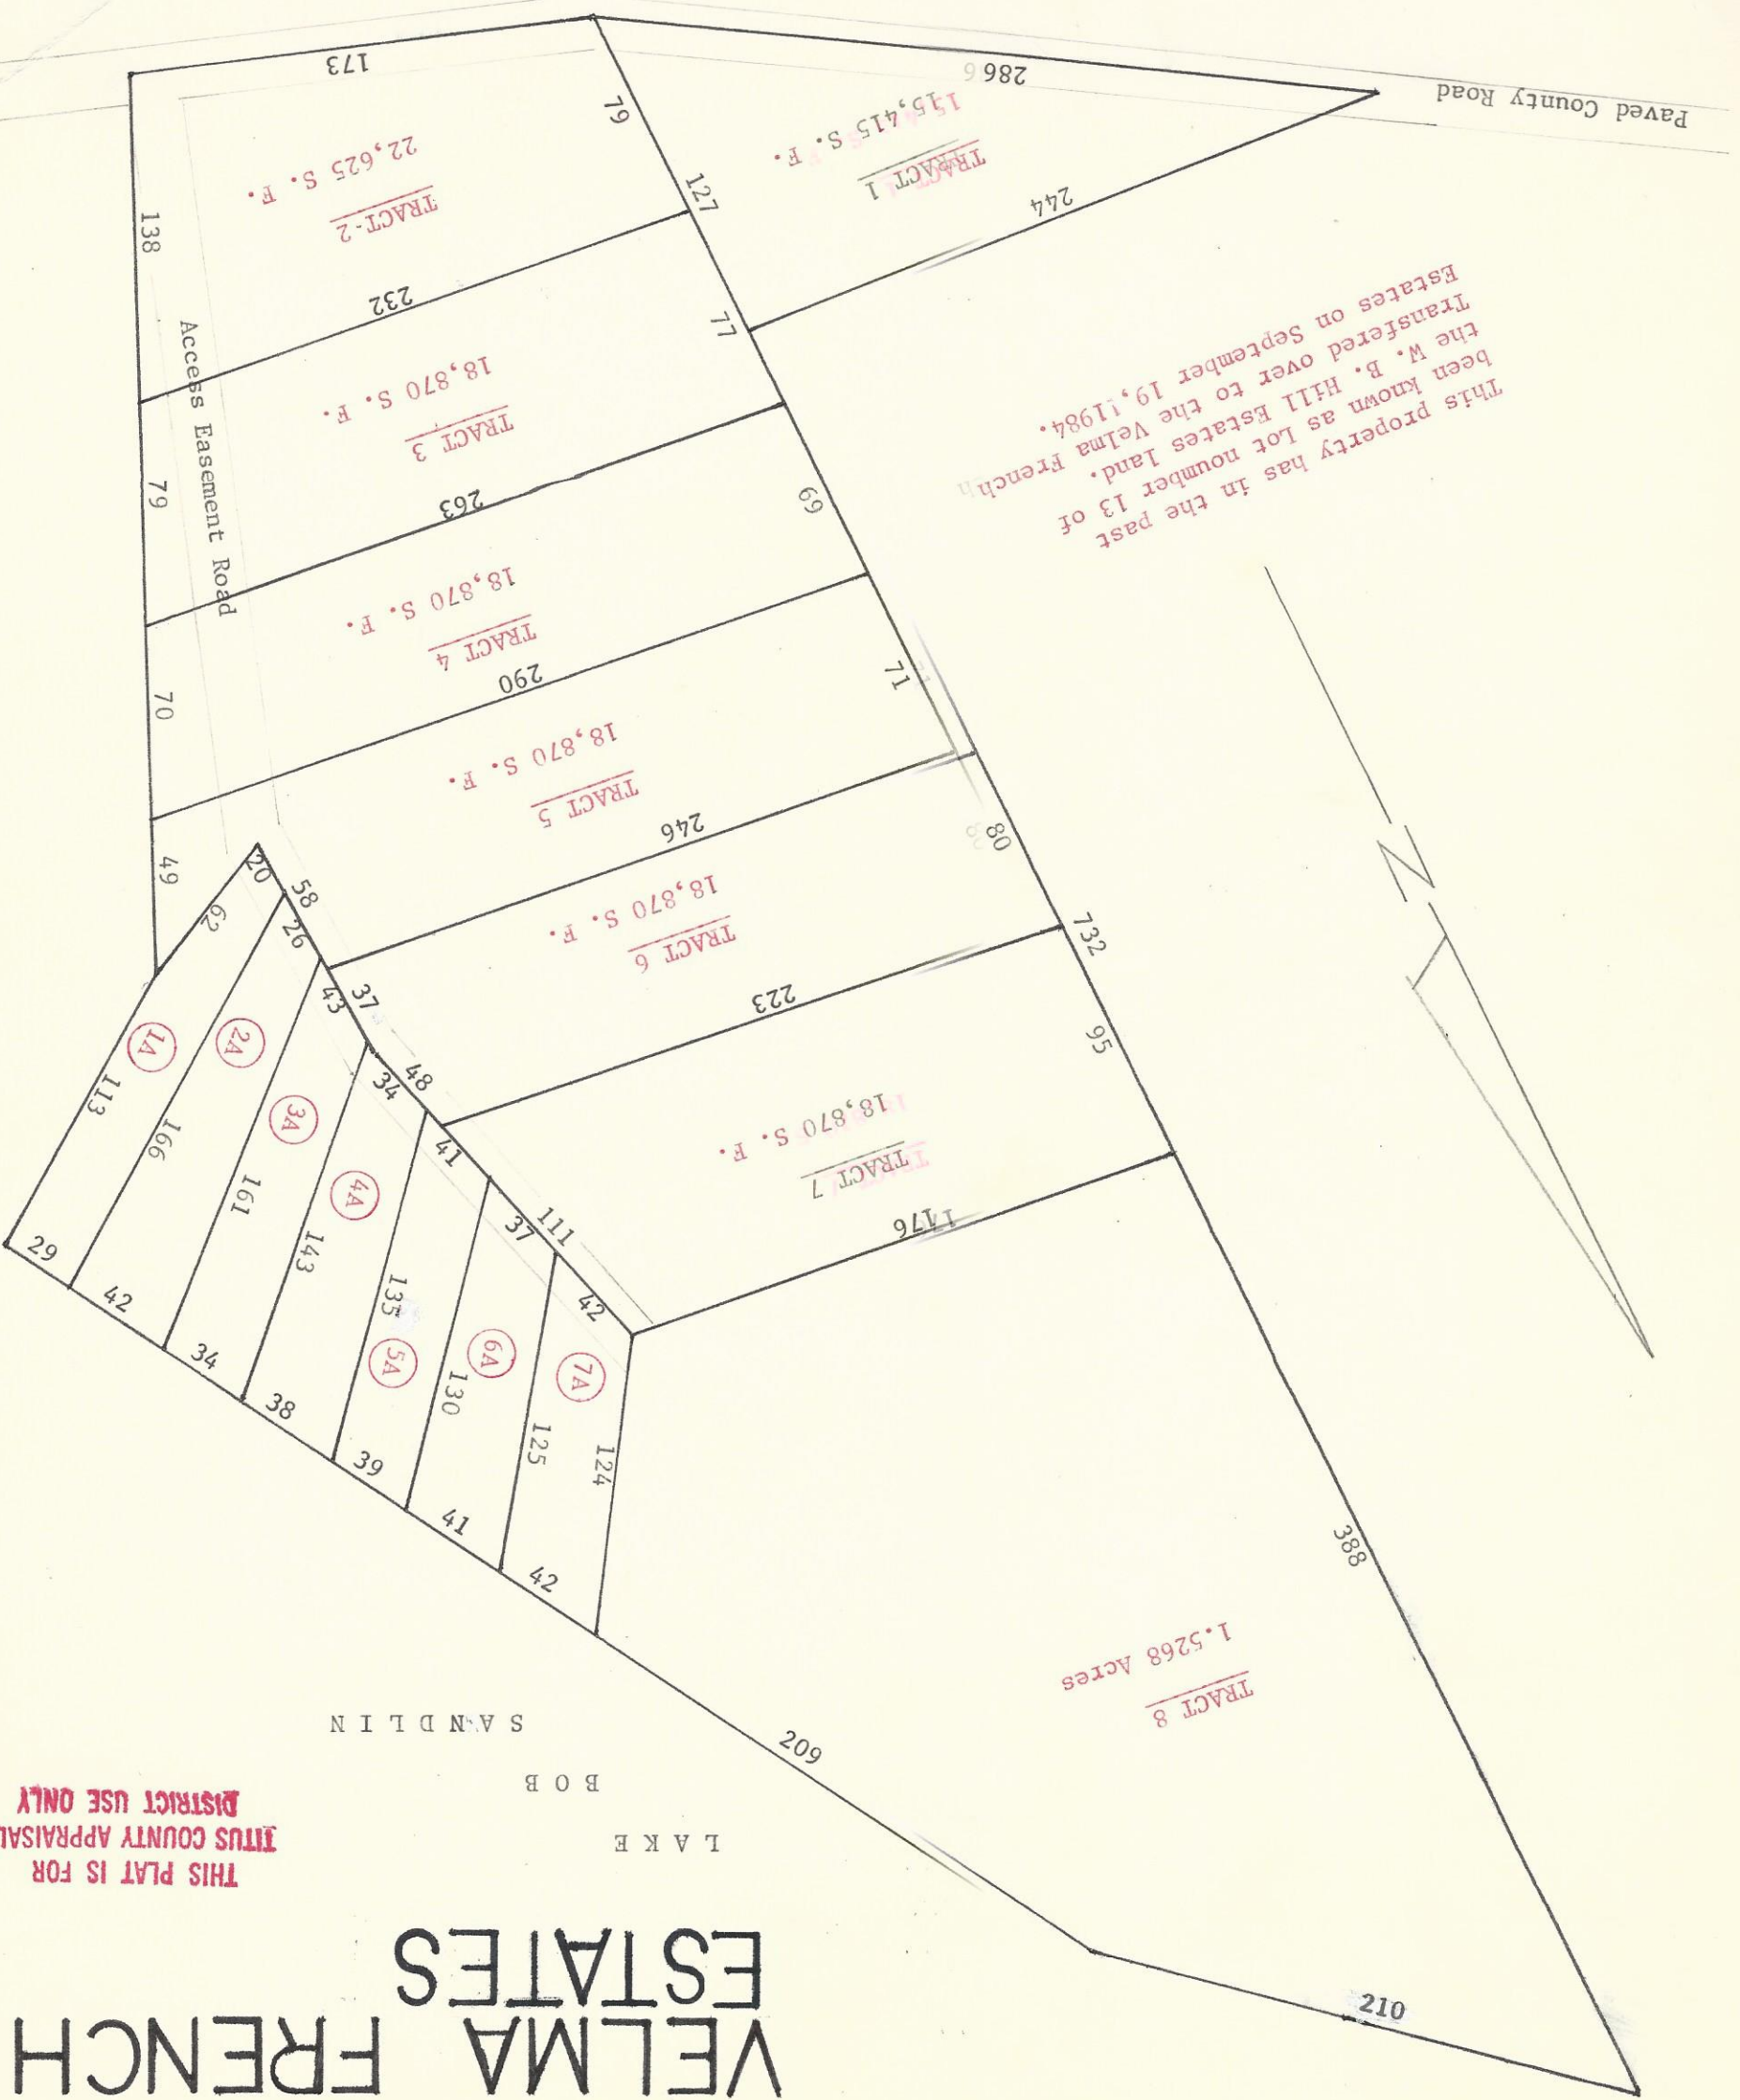 VELMA FRENCH
ESTATES
THIS PLAT IS FOR
TITUS COUNTY APPRAISAL
DISTRICT USE ONLY
LAKE
BOB
SANDLIN
210
209
388
TRACT 8
1.5268 Acres
124
7A
125
6A
130
5A
135
4A
143
3A
161
2A
166
1A
113
62
29
42
34
38
39
41
42
20
26
43
34
41
37
42
58
37
48
111
176
TRACT 7
18,870 S. F.
95
732
223
TRACT 6
18,870 S. F.
80
246
TRACT 5
18,870 S. F.
71
290
TRACT 4
18,870 S. F.
69
263
TRACT 3
18,870 S. F.
77
232
TRACT-2
22,625 S. F.
79
127
173
138
79
70
49
Access Easement Road
N
This property has in the past
been known as Lot noumber 13 of
the W. B. Hill Estates land.
Transfered over to the Velma French
Estates on September 19, 1984.
244
TRACT 1
15,415 S. F.
286
Paved County Road